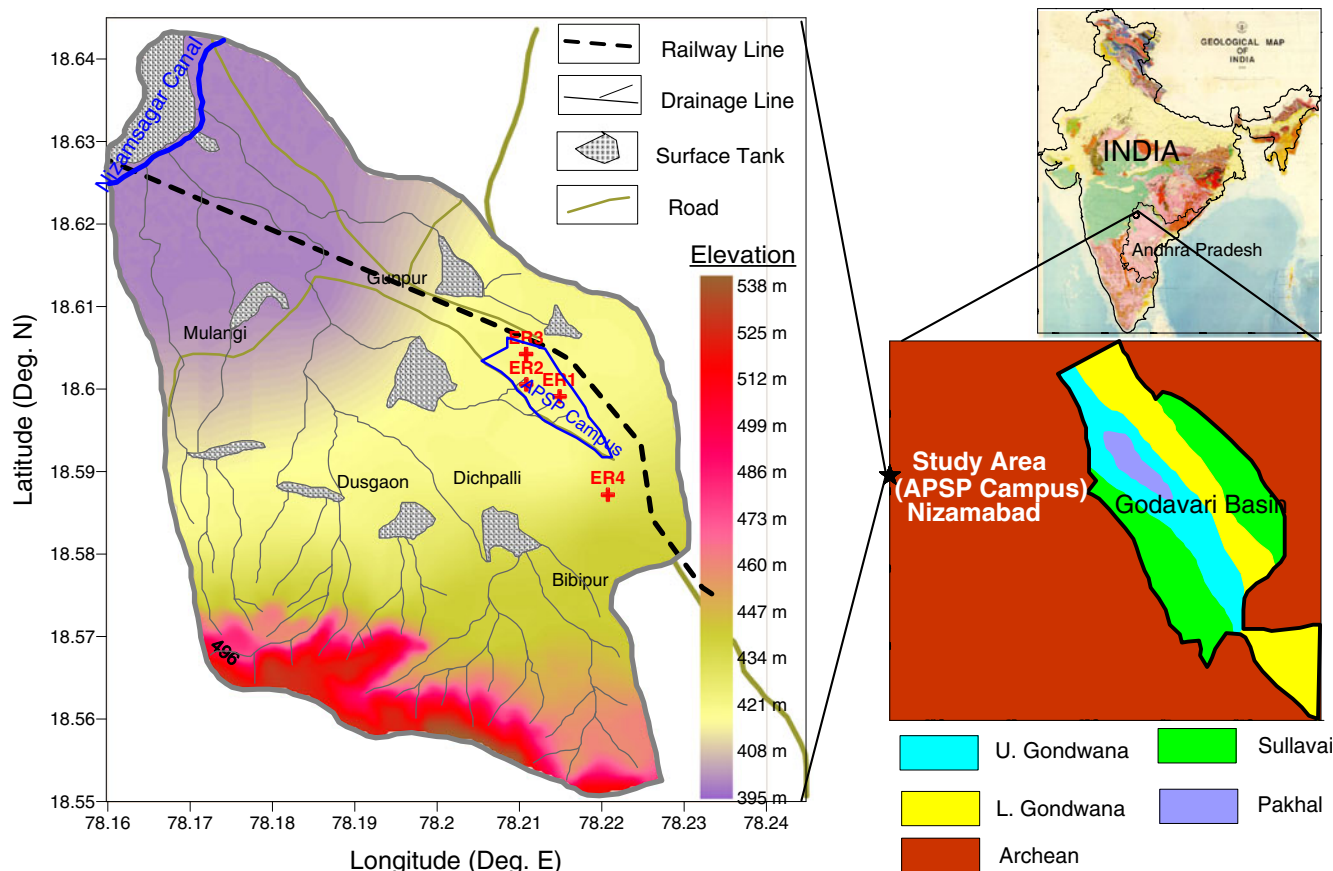 Railway Line
Drainage Line
Surface Tank
Road
Elevation
538 m
525 m
512 m
499 m
486 m
473 m
460 m
447 m
434 m
421 m
408 m
395 m
Latitude (Deg. N)
18.64
18.63
18.62
18.61
18.6
18.59
18.58
18.57
18.56
18.55
78.16
78.17
78.18
78.19
78.2
78.21
78.22
78.23
78.24
Longitude (Deg. E)
Nizamsagar Canal
Gunpur
Mulangi
ER3
ER2
ER1
APSP Campus
ER4
Dusgaon
Dichpalli
Bibipur
496
GEOLOGICAL MAP
OF
INDIA
INDIA
Andhra Pradesh
Study Area
(APSP Campus)
Nizamabad
Godavari Basin
U. Gondwana
Sullavai
L. Gondwana
Pakhal
Archean